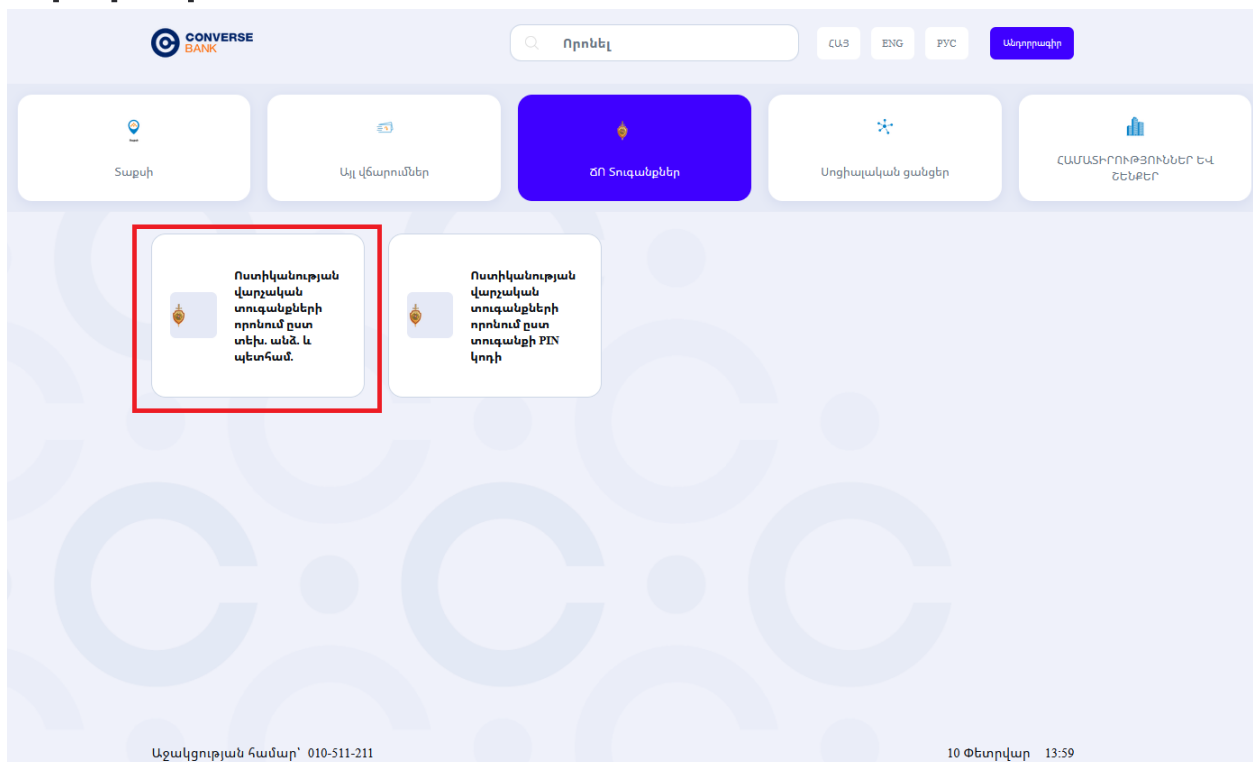 CONVERSE
BANK
Որոնել
ՀԱՅ
ENG
РУС
Անդորրագիր
Տաքսի
Այլ վճարումներ
ՃՈ Տուգանքներ
Սոցիալական ցանցեր
ՀԱՄԱՏԻՐՈՒԹՅՈՒՆՆԵՐ ԵՎ
ՇԵՆՔԵՐ
Ոստիկանության
վարչական
տուգանքների
որոնում ըստ
տեխ. անձ. և
պետհամ.
Ոստիկանության
վարչական
տուգանքների
որոնում ըստ
տուգանքի PIN
կոդի
Աջակցության համար՝ 010-511-211
10 Փետրվար 13:59